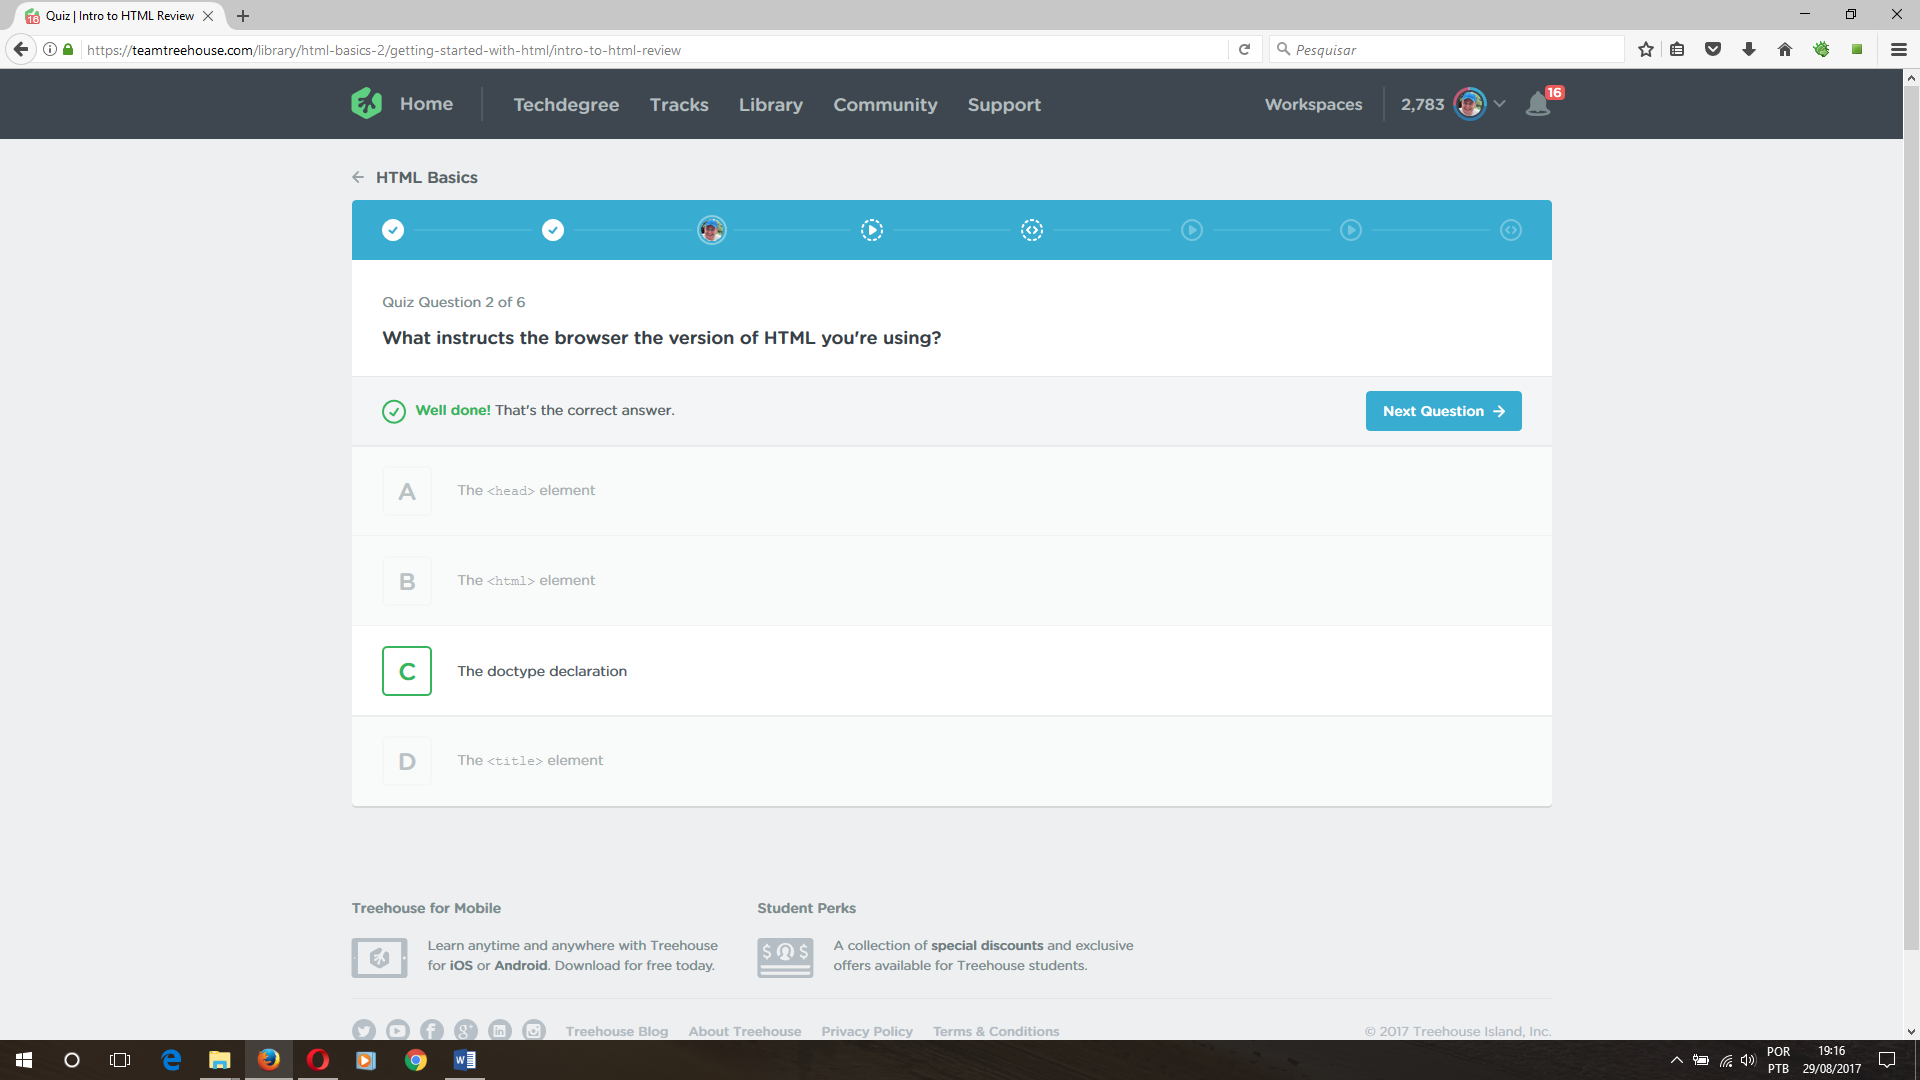 Quiz | Intro to HTML Review
https://teamtreehouse.com/library/html-basics-2/getting-started-with-html/intro-to-html-review
Pesquisar
Home
Techdegree
Tracks
Library
Community
Support
Workspaces
2,783
16
HTML Basics
Quiz Question 2 of 6
What instructs the browser the version of HTML you're using?
Well done! That's the correct answer.
Next Question
A
The <head> element
B
The <html> element
C
The doctype declaration
D
The <title> element
Treehouse for Mobile
Learn anytime and anywhere with Treehouse
for iOS or Android. Download for free today.
Student Perks
A collection of special discounts and exclusive
offers available for Treehouse students.
Treehouse Blog
About Treehouse
Privacy Policy
Terms & Conditions
© 2017 Treehouse Island, Inc.
POR
PTB
19:16
29/08/2017